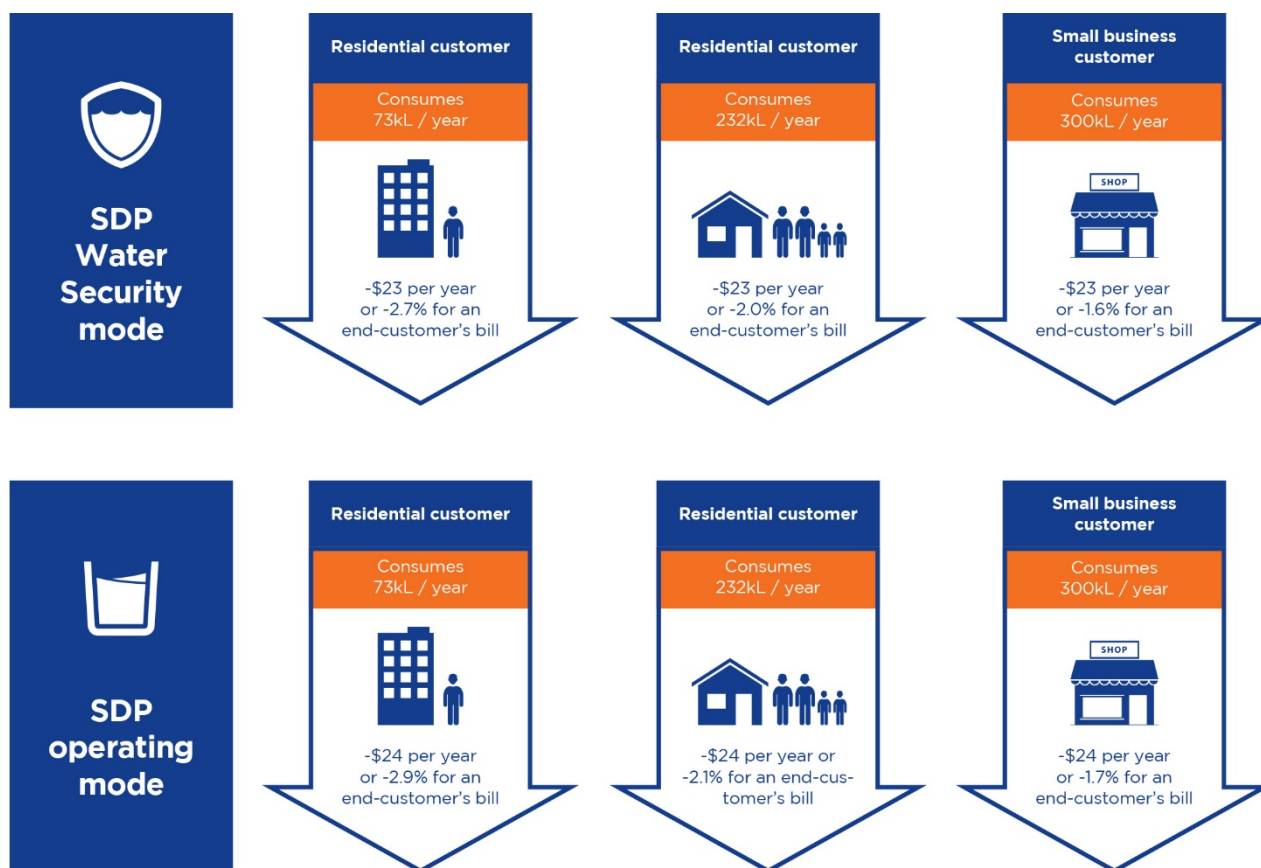 SDP
Water
Security
mode
Residential customer
Consumes
73kL / year
-$23 per year
or -2.7% for an
end-customer's bill
Residential customer
Consumes
232kL / year
-$23 per year
or -2.0% for an
end-customer's bill
Small business
customer
Consumes
300kL / year
SHOP
-$23 per year
or -1.6% for an
end-customer's bill
SDP
operating
mode
Residential customer
Consumes
73kL / year
-$24 per year
or -2.9% for an
end-customer's bill
Residential customer
Consumes
232kL / year
-$24 per year or
-2.1% for an end-cus-
tomer's bill
Small business
customer
Consumes
300kL / year
SHOP
-$24 per year
or -1.7% for an
end-customer's bill